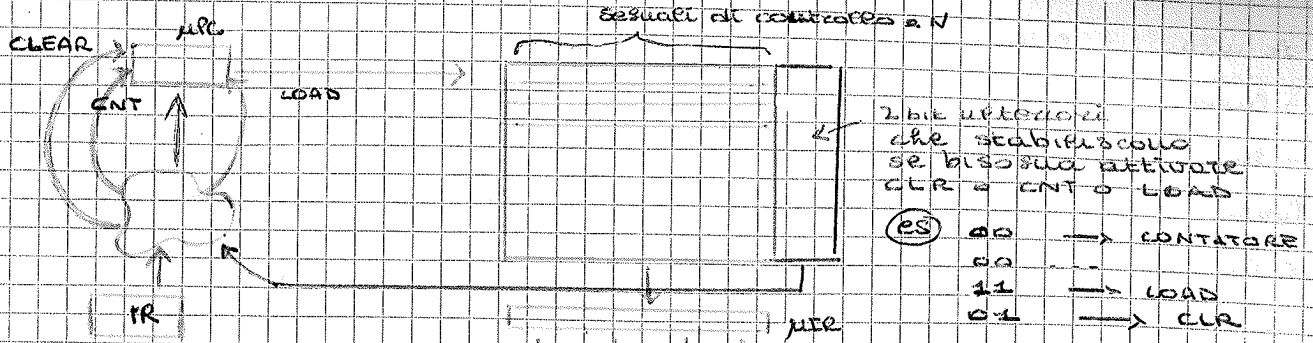 segnali di controllo e N
CLEAR
μPC
CNT
LOAD
2 bit ulteriori
che stabiliscono
se bisogna attivare
CLR o CNT o LOAD
es 00 → CONTATORE
00 ...
11 → LOAD
01 → CLR
IR
μIR